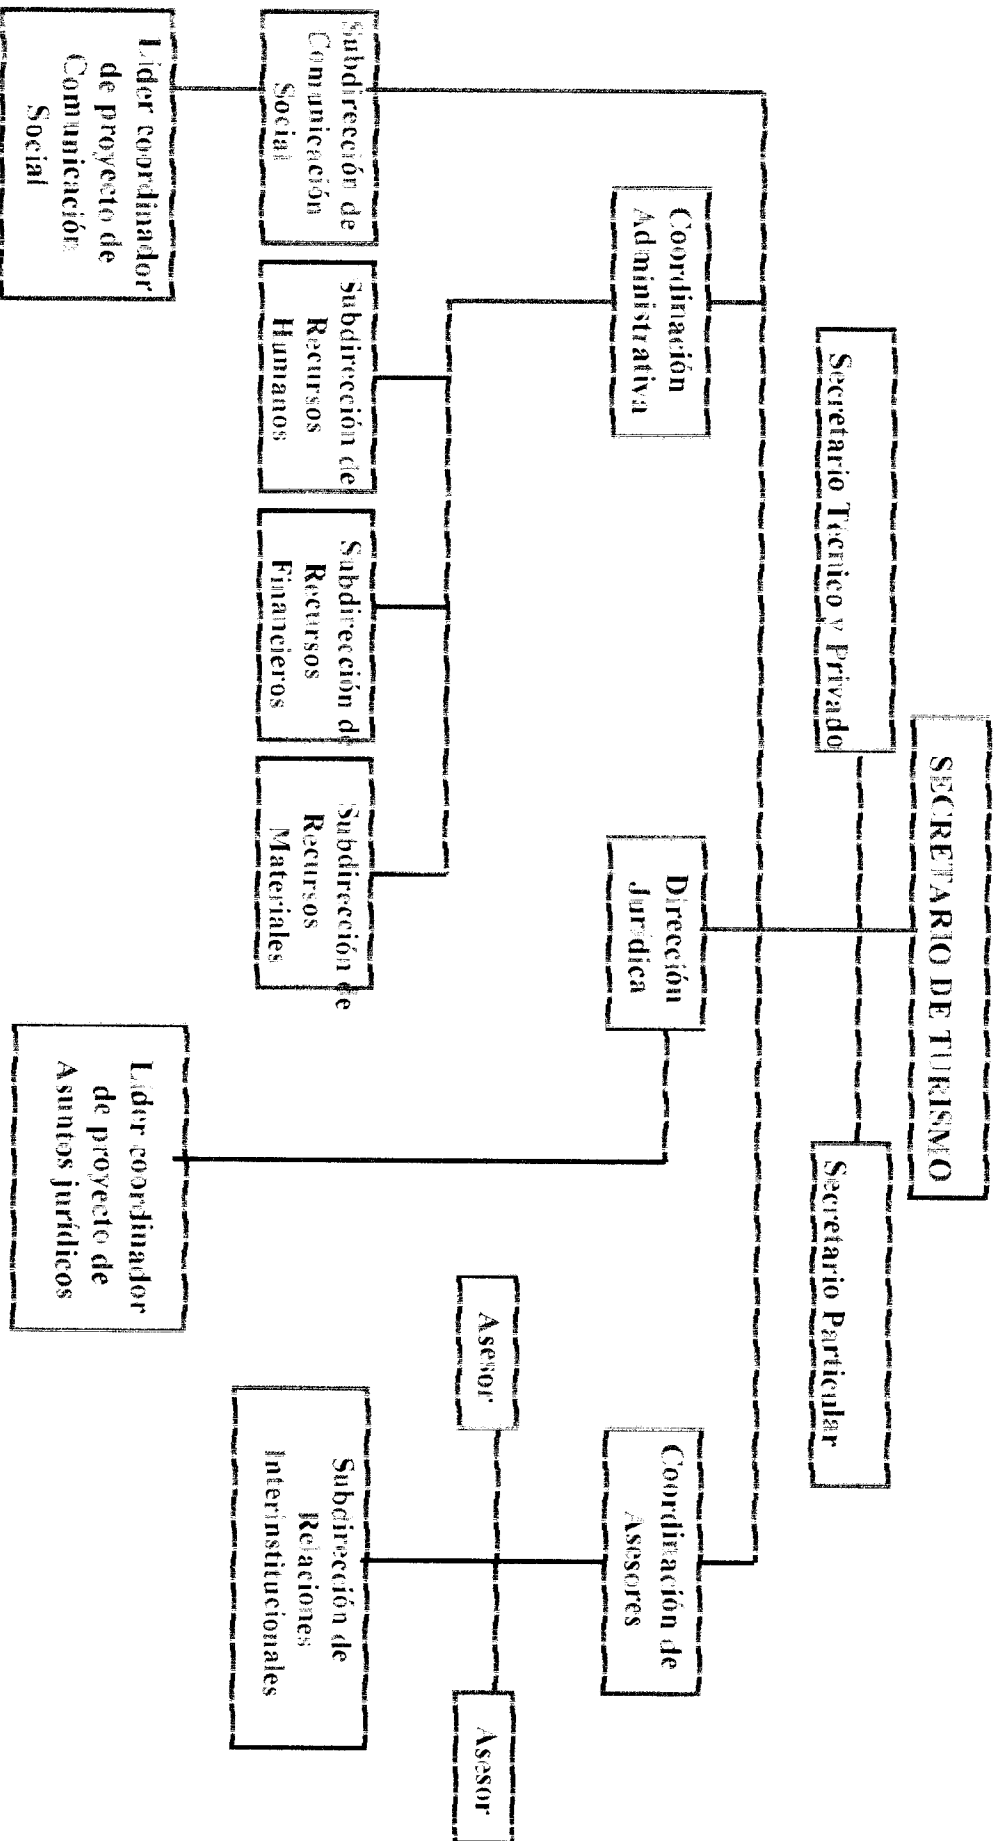 SECRETARIO DE TURISMO
Secretario Técnico y Privado
Secretario Particular
Coordinación
Administrativa
Dirección
Jurídica
Coordinación de
Asesores
Asesor
Asesor
Subdirección de
Comunicación
Social
Subdirección de
Recursos
Humanos
Subdirección de
Recursos
Financieros
Subdirección de
Recursos
Materiales
Subdirección de
Relaciones
Interinstitucionales
Líder coordinador
de proyecto de
Comunicación
Social
Líder coordinador
de proyecto de
Asuntos jurídicos